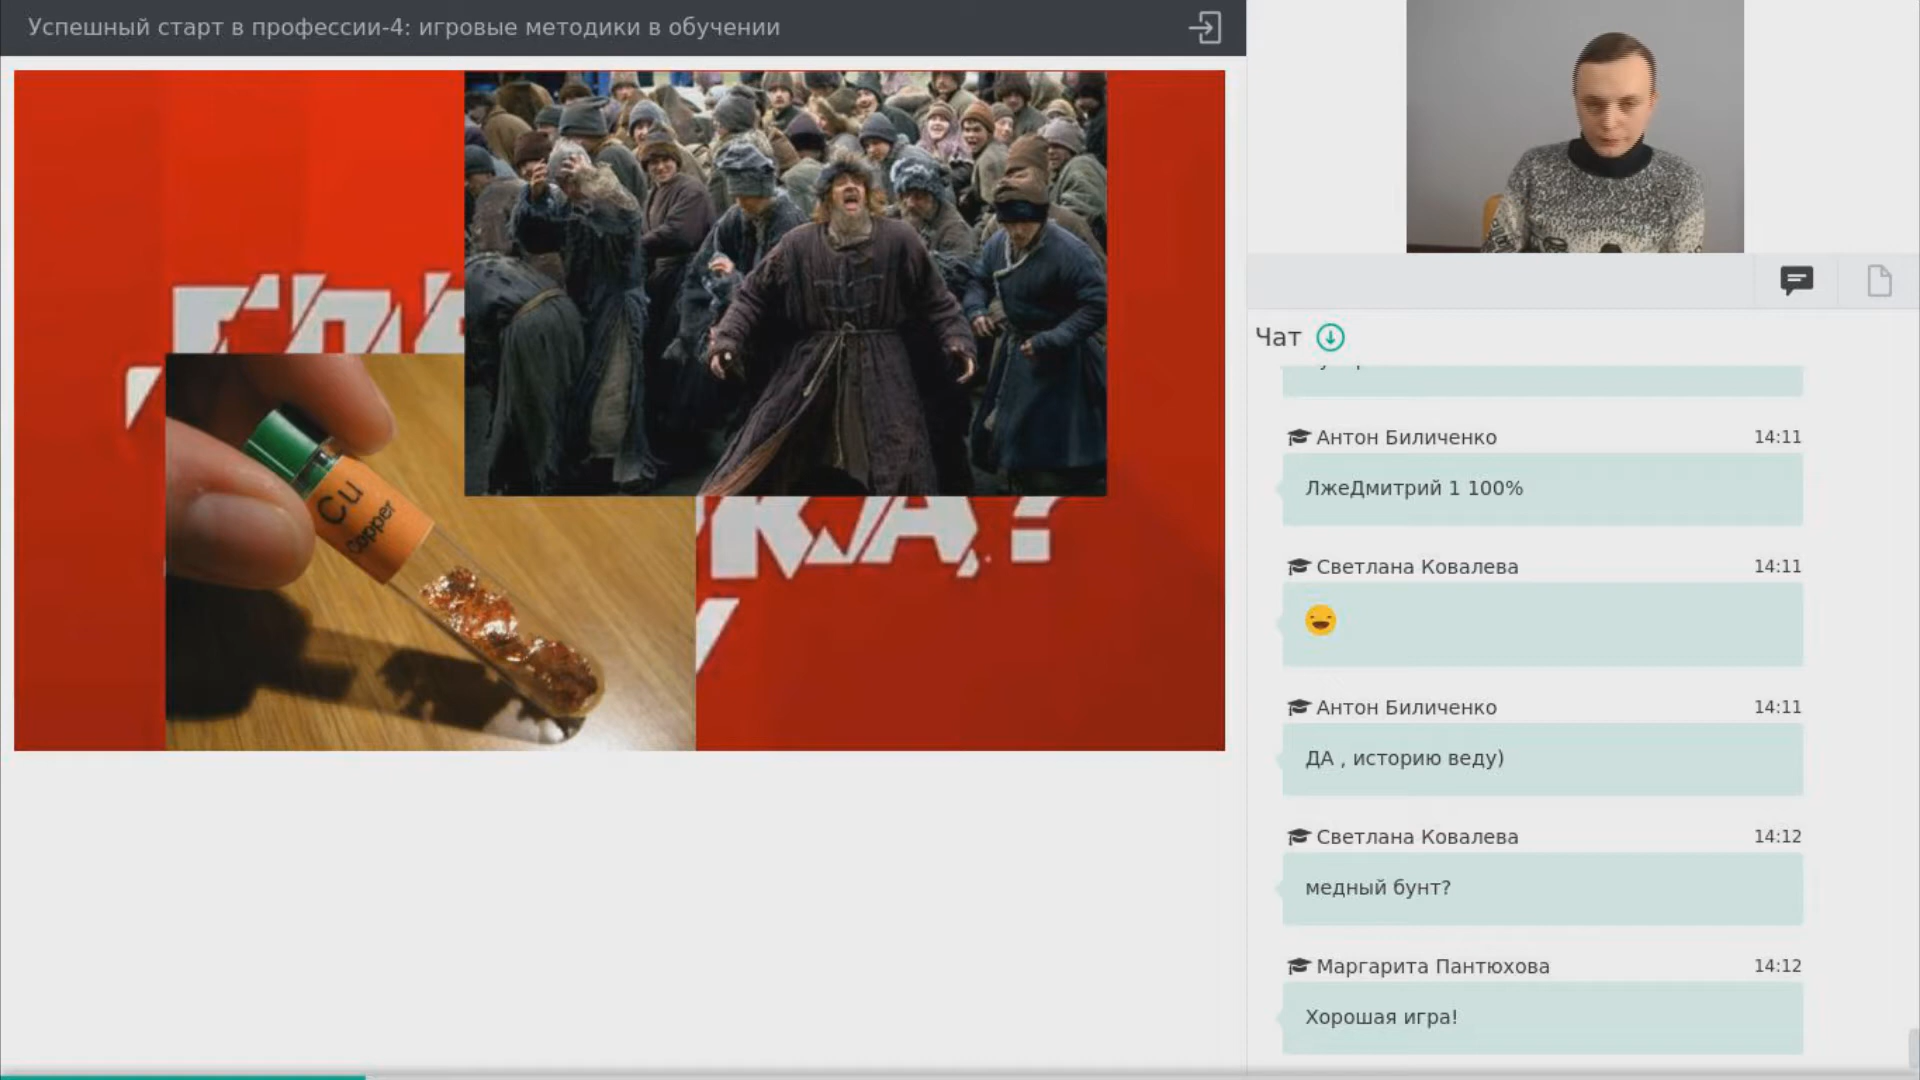 Успешный старт в профессии-4: игровые методики в обучении
Cu
Copper
Чат
Антон Биличенко 14:11
ЛжеДмитрий 1 100%
Светлана Ковалева 14:11
Антон Биличенко 14:11
ДА , историю веду)
Светлана Ковалева 14:12
медный бунт?
Маргарита Пантюхова 14:12
Хорошая игра!